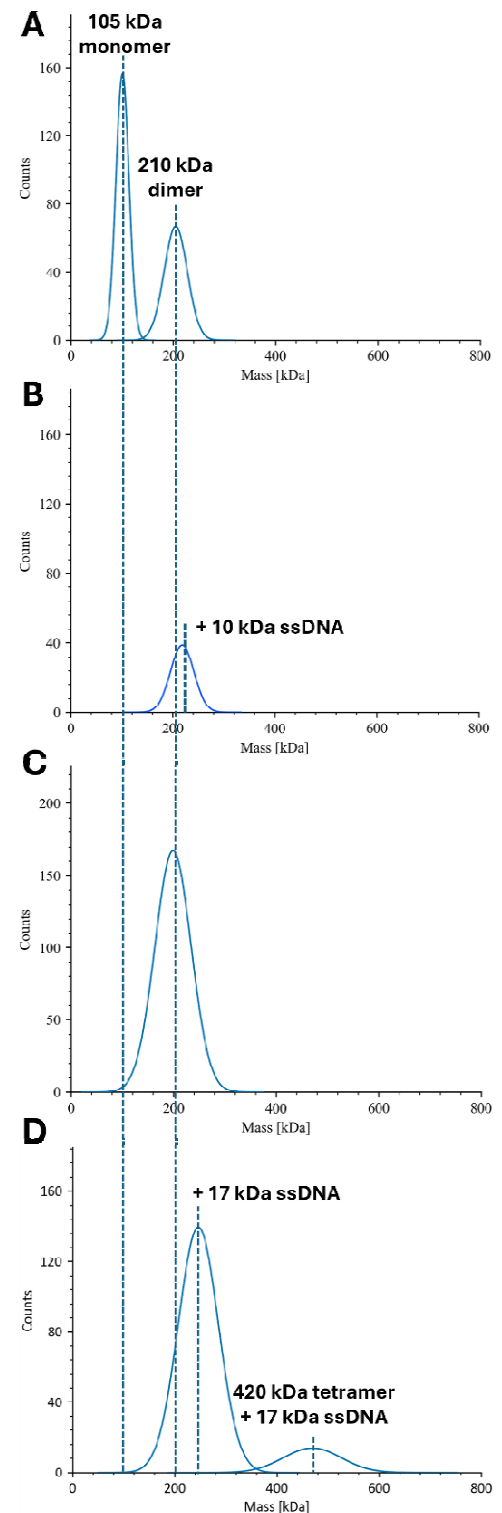 A
105 kDa
monomer
210 kDa
dimer
160
120
80
40
0
Counts
0
200
400
600
800
Mass [kDa]
B
160
120
80
40
0
Counts
+ 10 kDa ssDNA
0
200
400
600
800
Mass [kDa]
C
200
150
100
50
0
Counts
0
200
400
600
800
Mass [kDa]
D
+ 17 kDa ssDNA
160
120
80
40
0
Counts
420 kDa tetramer
+ 17 kDa ssDNA
0
200
400
600
800
Mass [kDa]